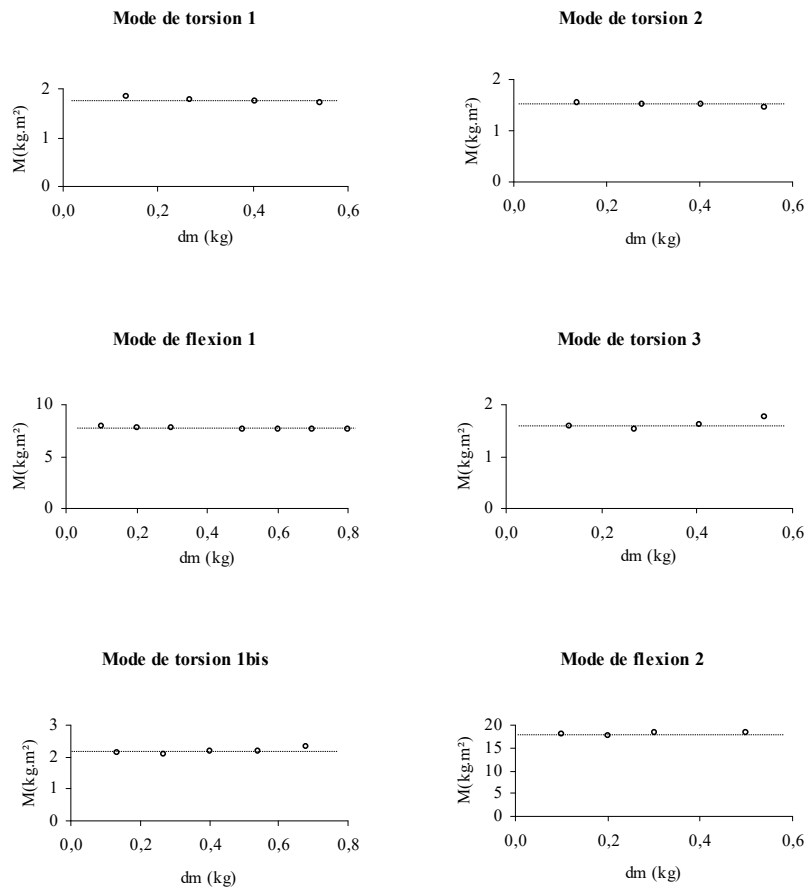 Mode de torsion 1
M(kg.m²)
2
1
0
0,0 0,2 0,4 0,6
dm (kg)
Mode de torsion 2
M(kg.m²)
2
1
0
0,0 0,2 0,4 0,6
dm (kg)
Mode de flexion 1
M(kg.m²)
10
5
0
0,0 0,2 0,4 0,6 0,8
dm (kg)
Mode de torsion 3
M(kg.m²)
2
1
0
0,0 0,2 0,4 0,6
dm (kg)
Mode de torsion 1bis
M(kg.m²)
3
2
1
0
0,0 0,2 0,4 0,6 0,8
dm (kg)
Mode de flexion 2
M(kg.m²)
20
15
10
5
0
0,0 0,2 0,4 0,6
dm (kg)